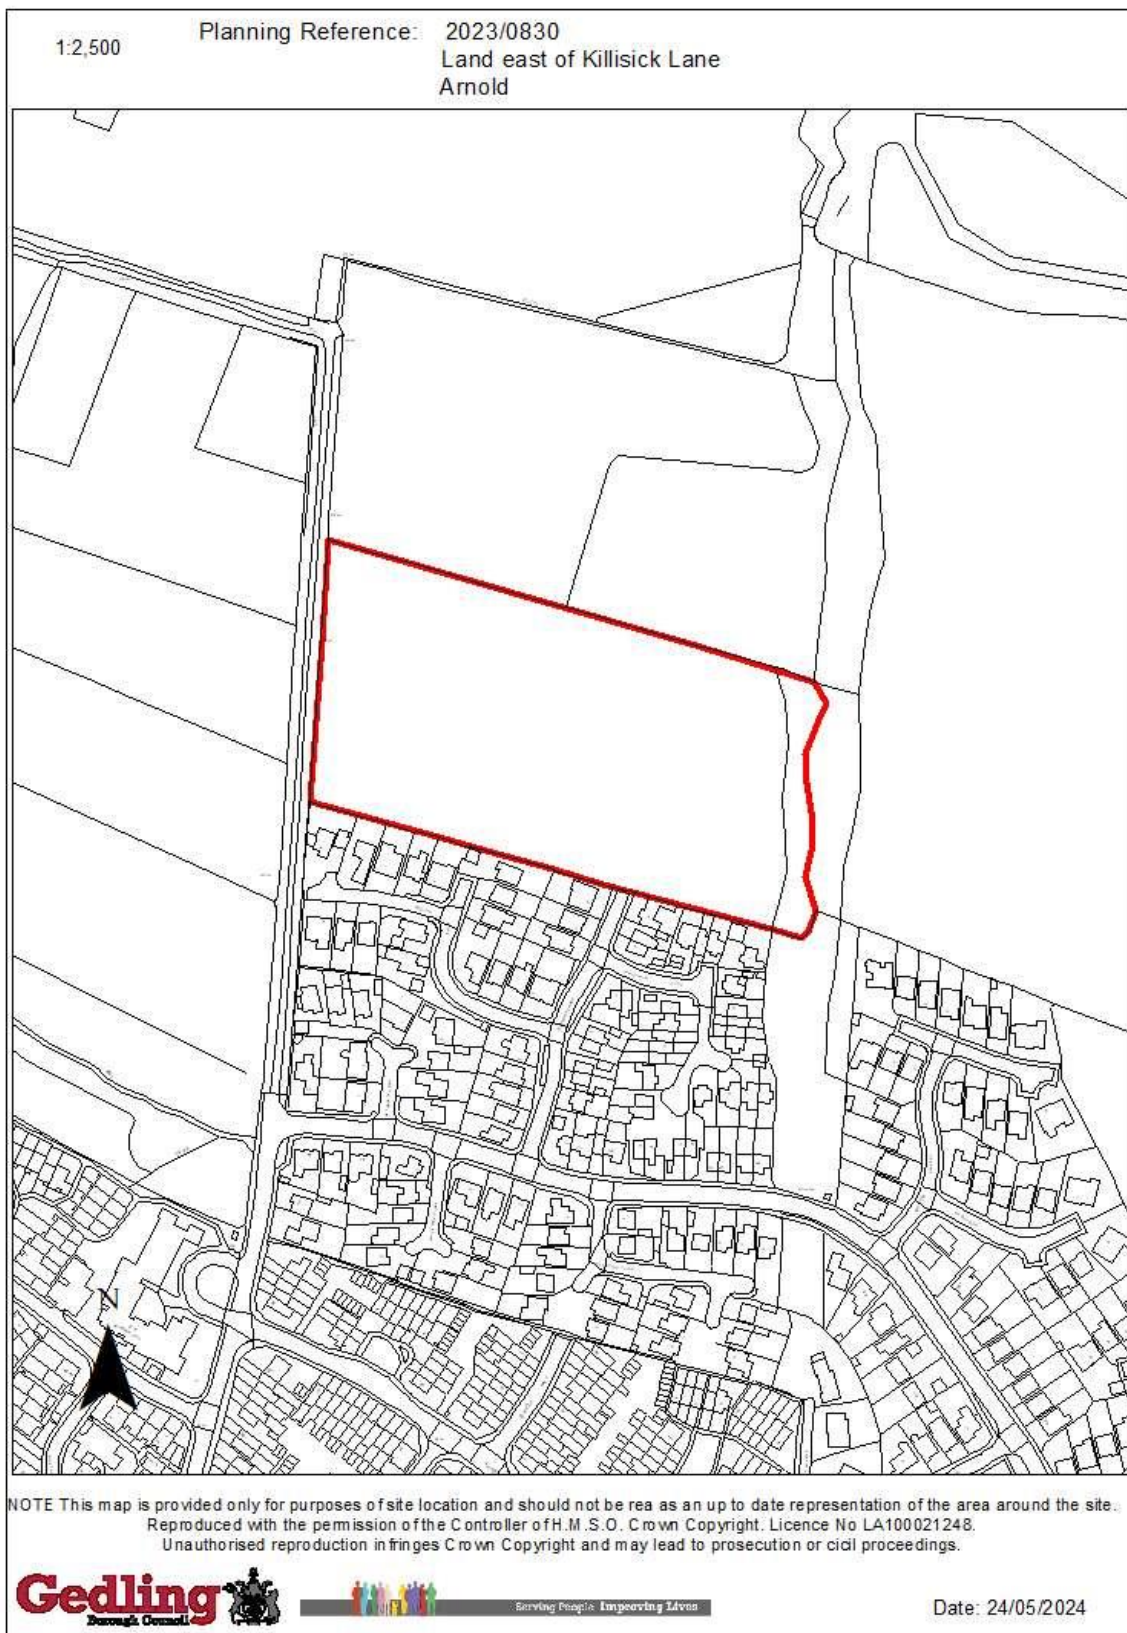 1:2,500
Planning Reference: 2023/0830
Land east of Killisick Lane
Arnold
N
NOTE This map is provided only for purposes of site location and should not be rea as an up to date representation of the area around the site.
Reproduced with the permission of the Controller of H.M.S.O. Crown Copyright. Licence No LA100021248.
Unauthorised reproduction infringes Crown Copyright and may lead to prosecution or cicil proceedings.
Gedling
Borough Council
Serving People Improving Lives
Date: 24/05/2024